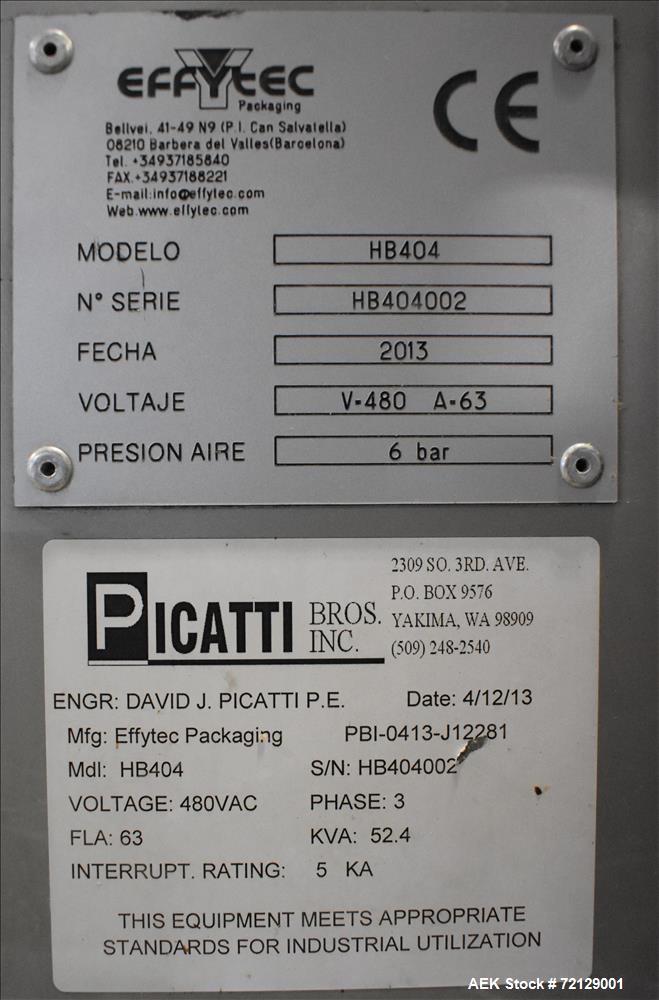 EFFYTEC
Packaging
CE
Bellvei, 41-49 N9 (P.I. Can Salvatella)
08210 Barbera del Valles(Barcelona)
Tel. +34937185840
FAX.+34937188221
E-mail:info@effytec.com
Web.www.effytec.com
MODELO HB404
N° SERIE HB404002
FECHA 2013
VOLTAJE V-480 A-63
PRESION AIRE 6 bar
PICATTI BROS. INC.
2309 SO. 3RD. AVE.
P.O. BOX 9576
YAKIMA, WA 98909
(509) 248-2540
ENGR: DAVID J. PICATTI P.E. Date: 4/12/13
Mfg: Effytec Packaging PBI-0413-J12281
Mdl: HB404 S/N: HB404002
VOLTAGE: 480VAC PHASE: 3
FLA: 63 KVA: 52.4
INTERRUPT. RATING: 5 KA
THIS EQUIPMENT MEETS APPROPRIATE
STANDARDS FOR INDUSTRIAL UTILIZATION
AEK Stock # 72129001